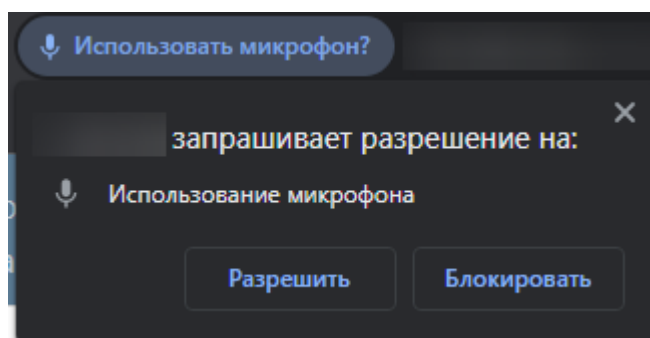 Использовать микрофон?
запрашивает разрешение на:
Использование микрофона
Разрешить
Блокировать